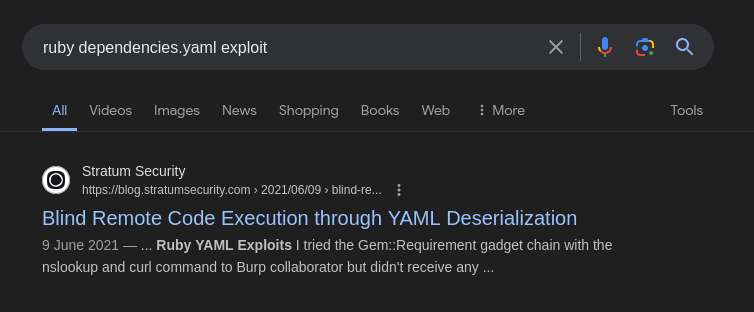 ruby dependencies.yaml exploit
All Videos Images News Shopping Books Web More Tools
Stratum Security
https://blog.stratumsecurity.com › 2021/06/09 › blind-re...
Blind Remote Code Execution through YAML Deserialization
9 June 2021 — ... Ruby YAML Exploits I tried the Gem::Requirement gadget chain with the
nslookup and curl command to Burp collaborator but didn't receive any ...